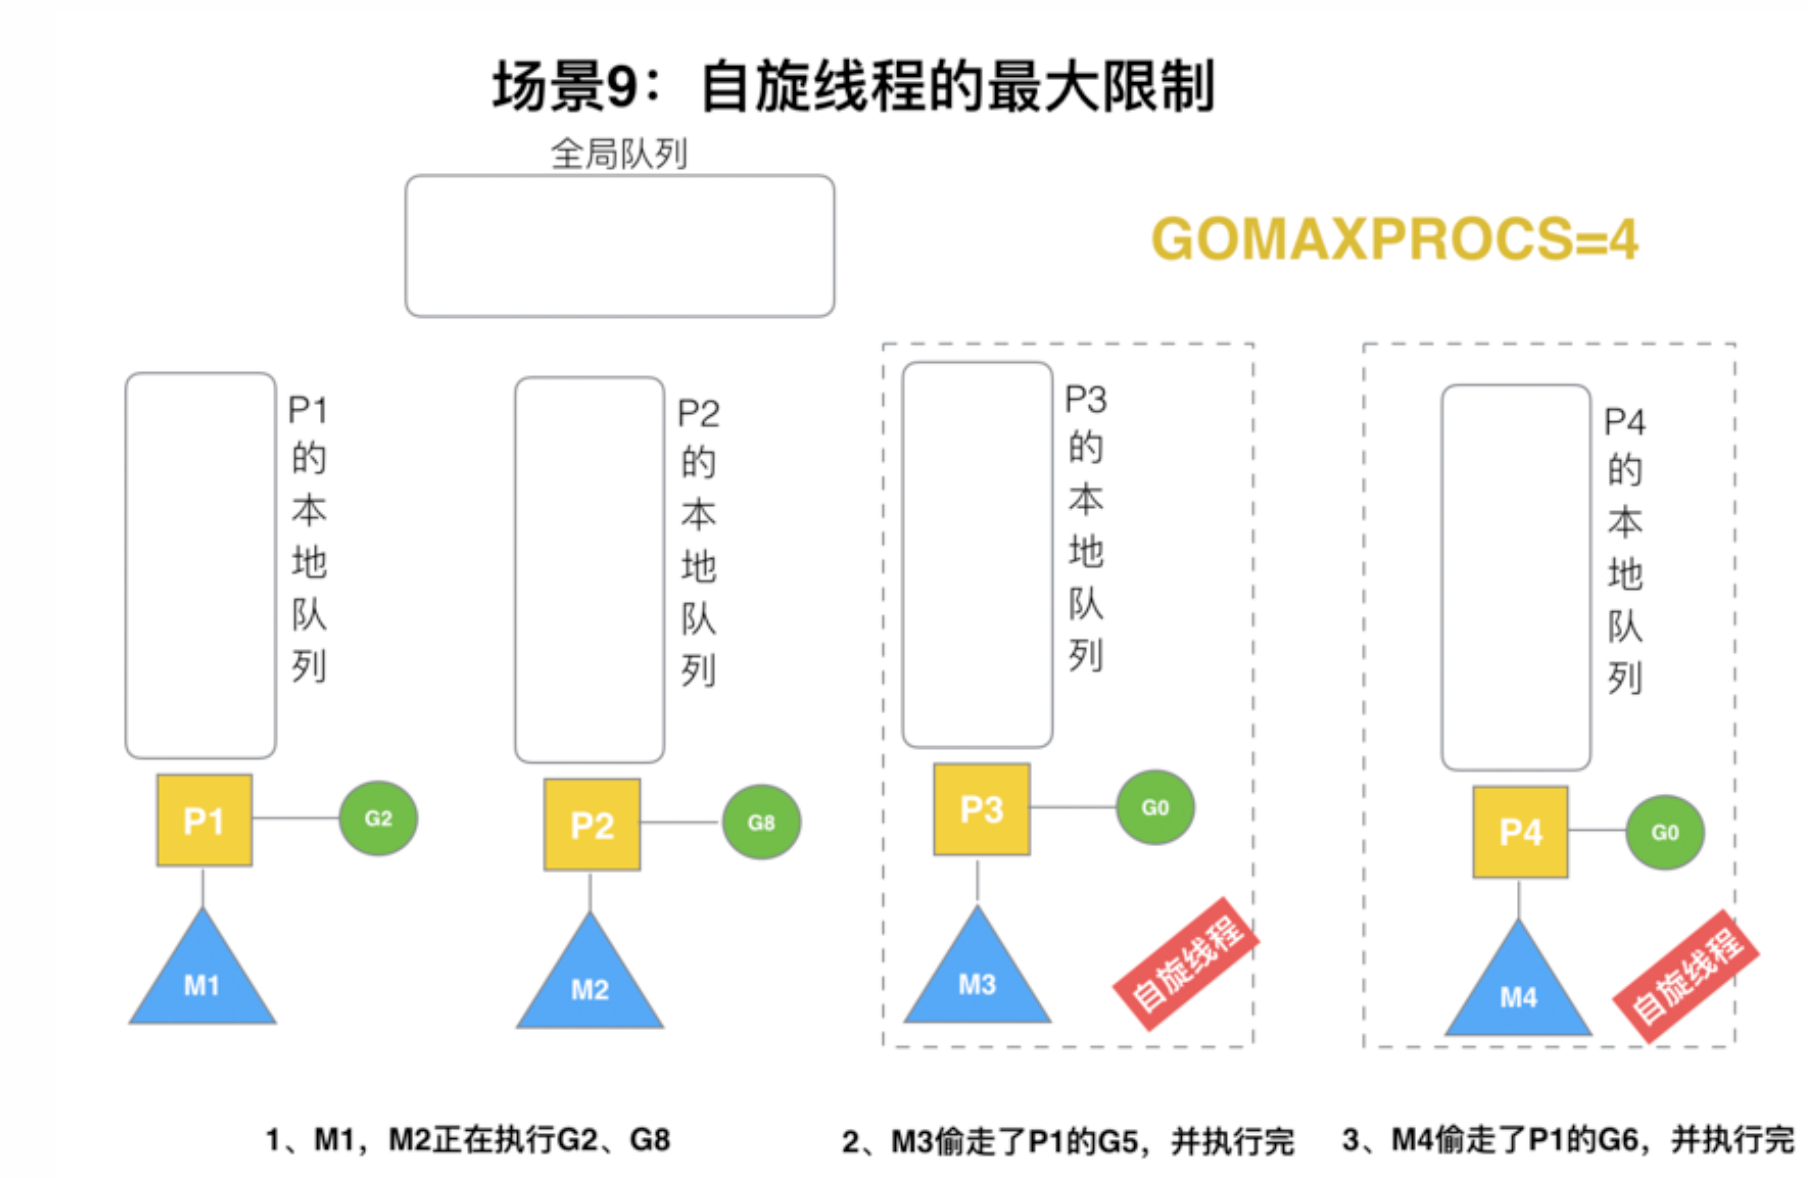 场景9：自旋线程的最大限制
全局队列
GOMAXPROCS=4
P1的本地队列
P2的本地队列
P3的本地队列
P4的本地队列
P1
G2
P2
G8
P3
G0
P4
G0
M1
M2
M3
自旋线程
M4
自旋线程
1、M1，M2正在执行G2、G8
2、M3偷走了P1的G5，并执行完
3、M4偷走了P1的G6，并执行完